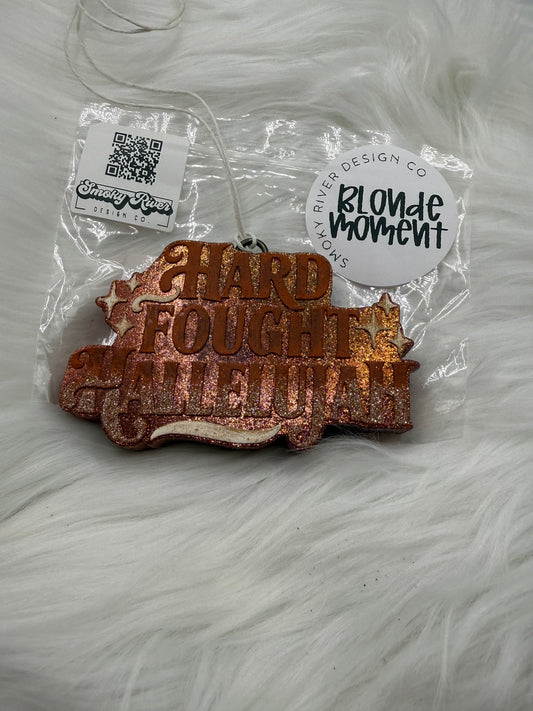 Smoky River
DESIGN CO.
SMOKY RIVER DESIGN CO
BLONDE
MOMENT
HARD
FOUGHT
HALLELUJAH